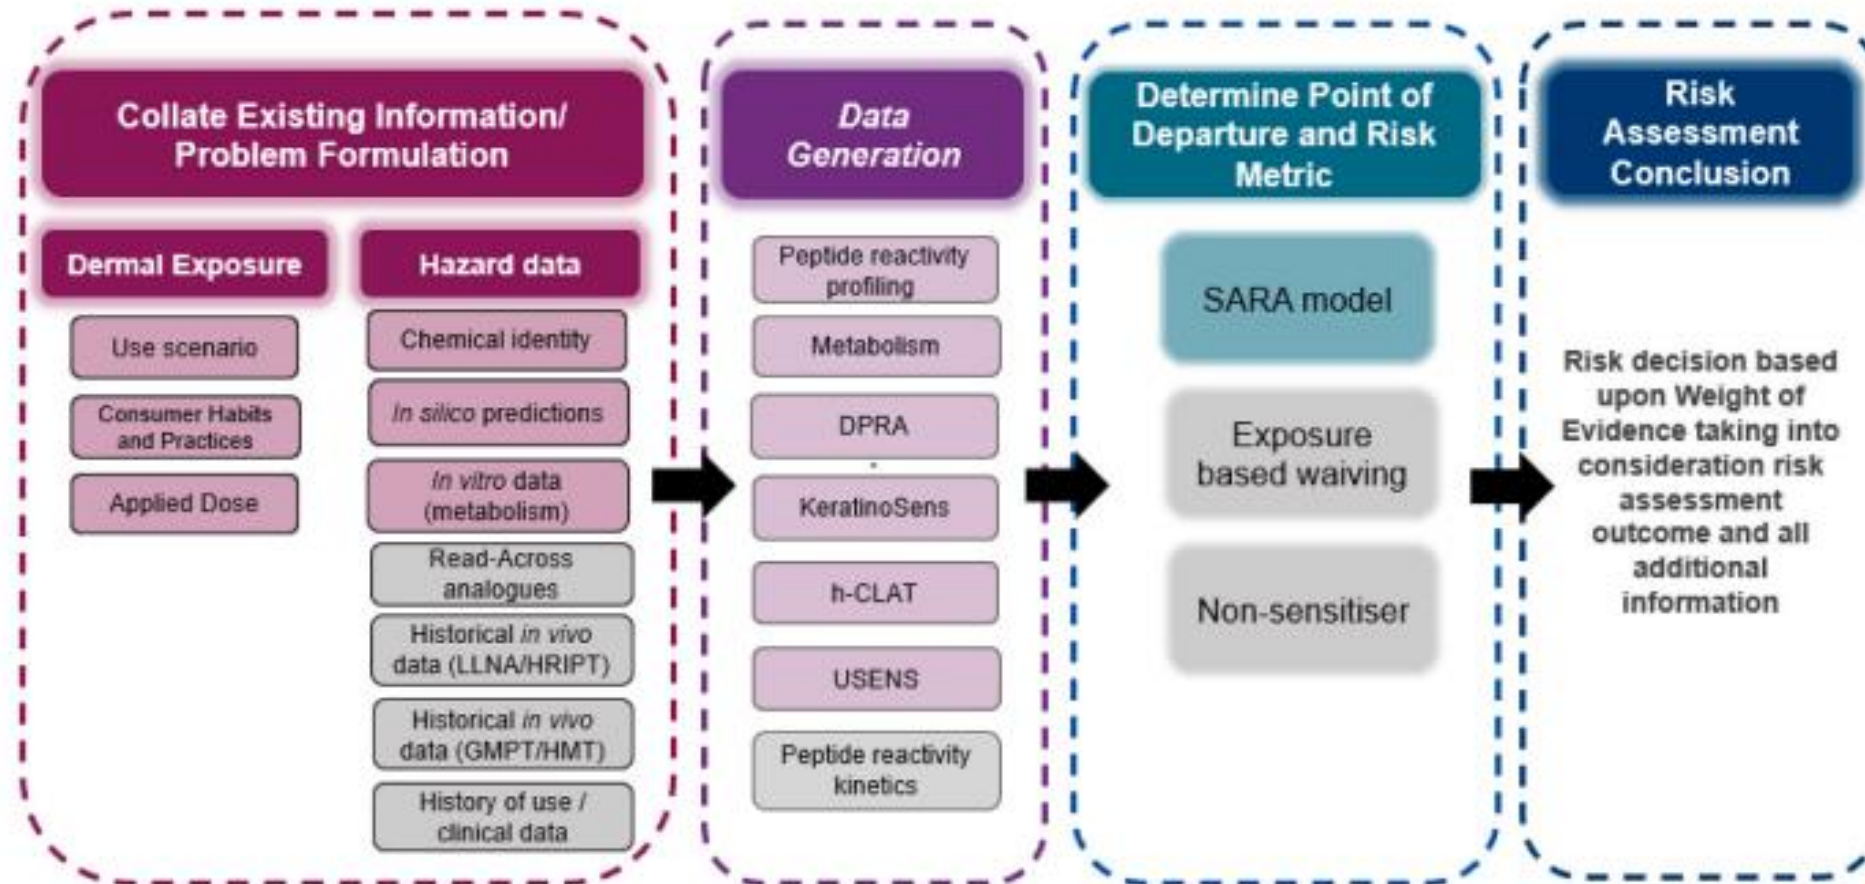 Collate Existing Information/
Problem Formulation
Dermal Exposure
Use scenario
Consumer Habits
and Practices
Applied Dose
Hazard data
Chemical identity
In silico predictions
In vitro data
(metabolism)
Read-Across
analogues
Historical in vivo
data (LLNA/HRIPT)
Historical in vivo
data (GMPT/HMT)
History of use /
clinical data
Data
Generation
Peptide reactivity
profiling
Metabolism
DPRA
KeratinoSens
h-CLAT
USENS
Peptide reactivity
kinetics
Determine Point of
Departure and Risk
Metric
SARA model
Exposure
based waiving
Non-sensitiser
Risk
Assessment
Conclusion
Risk decision based
upon Weight of
Evidence taking into
consideration risk
assessment
outcome and all
additional
information